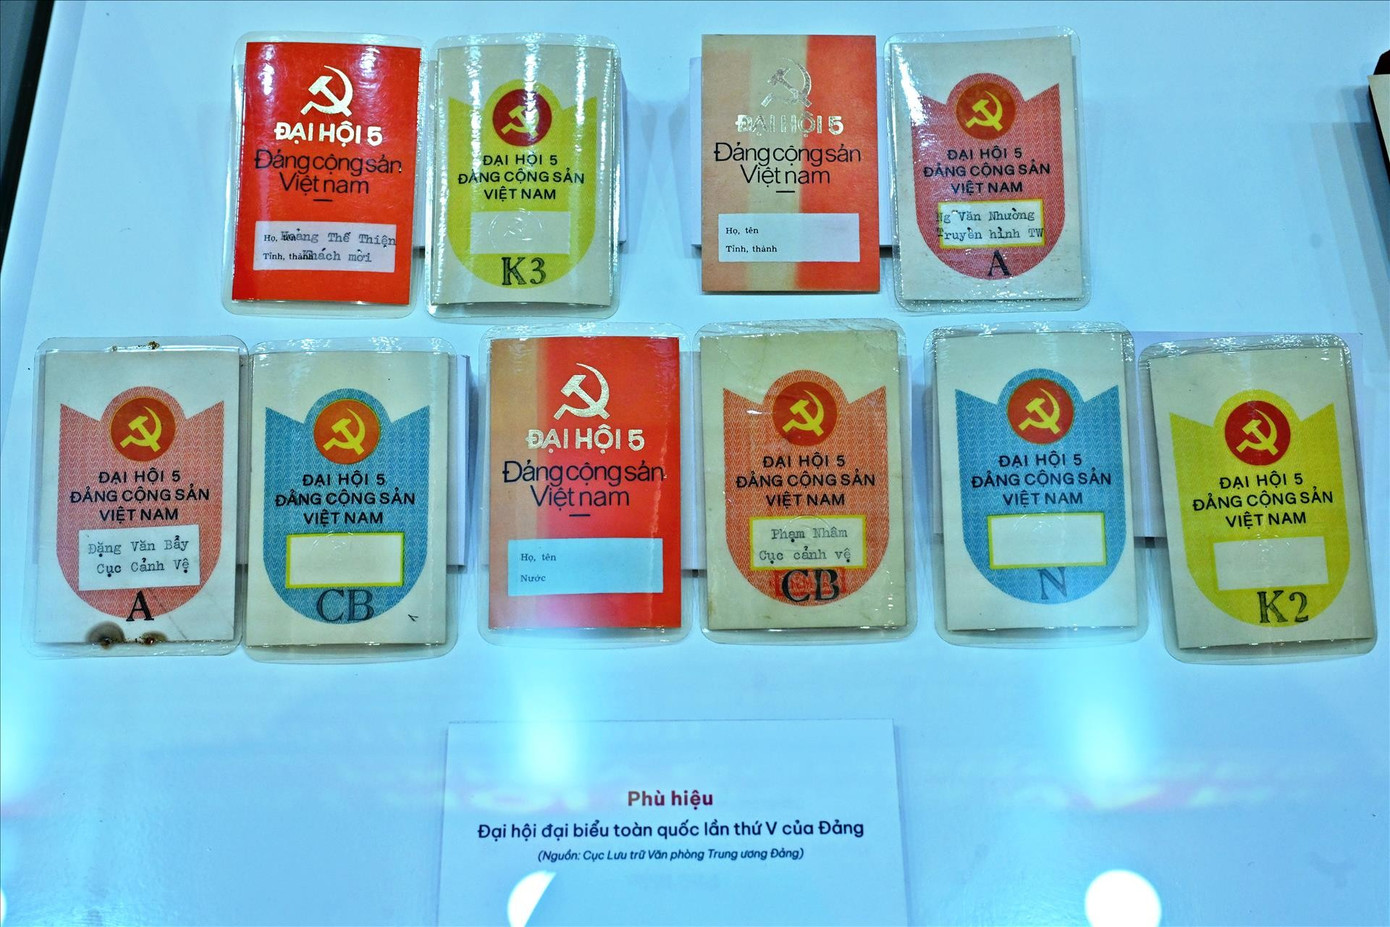 ĐẠI HỘI 5
Đảng cộng sản
Việt nam
Họ, tên Hoàng Thế Thiện
Tỉnh, thành Khách mời
ĐẠI HỘI 5
ĐẢNG CỘNG SẢN
VIỆT NAM
K3
ĐẠI HỘI 5
Đảng cộng sản
Việt nam
Họ, tên
Tỉnh, thành
ĐẠI HỘI 5
ĐẢNG CỘNG SẢN
VIỆT NAM
Ng Văn Nhường
Truyền hình TW
A
ĐẠI HỘI 5
ĐẢNG CỘNG SẢN
VIỆT NAM
Đặng Văn Bẩy
Cục Cảnh Vệ
A
ĐẠI HỘI 5
ĐẢNG CỘNG SẢN
VIỆT NAM
CB
ĐẠI HỘI 5
Đảng cộng sản
Việt nam
Họ, tên
Nước
ĐẠI HỘI 5
ĐẢNG CỘNG SẢN
VIỆT NAM
Phạm Nhâm
Cục cảnh vệ
CB
ĐẠI HỘI 5
ĐẢNG CỘNG SẢN
VIỆT NAM
N
ĐẠI HỘI 5
ĐẢNG CỘNG SẢN
VIỆT NAM
K2
Phù hiệu
Đại hội đại biểu toàn quốc lần thứ V của Đảng
(Nguồn: Cục Lưu trữ Văn phòng Trung ương Đảng)